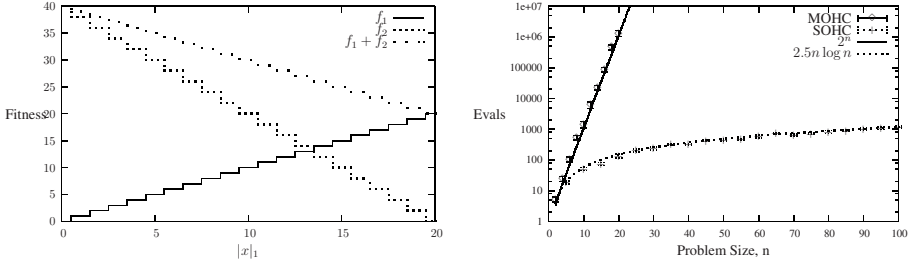 40
35
30
25
20
15
10
5
0
Fitness
0 5 10 15 20
|x|₁
f₁
f₂
f₁ + f₂
1e+07
1e+06
100000
10000
1000
100
10
1
Evals
0 10 20 30 40 50 60 70 80 90 100
Problem Size, n
MOHC
SOHC
2ⁿ
2.5n log n